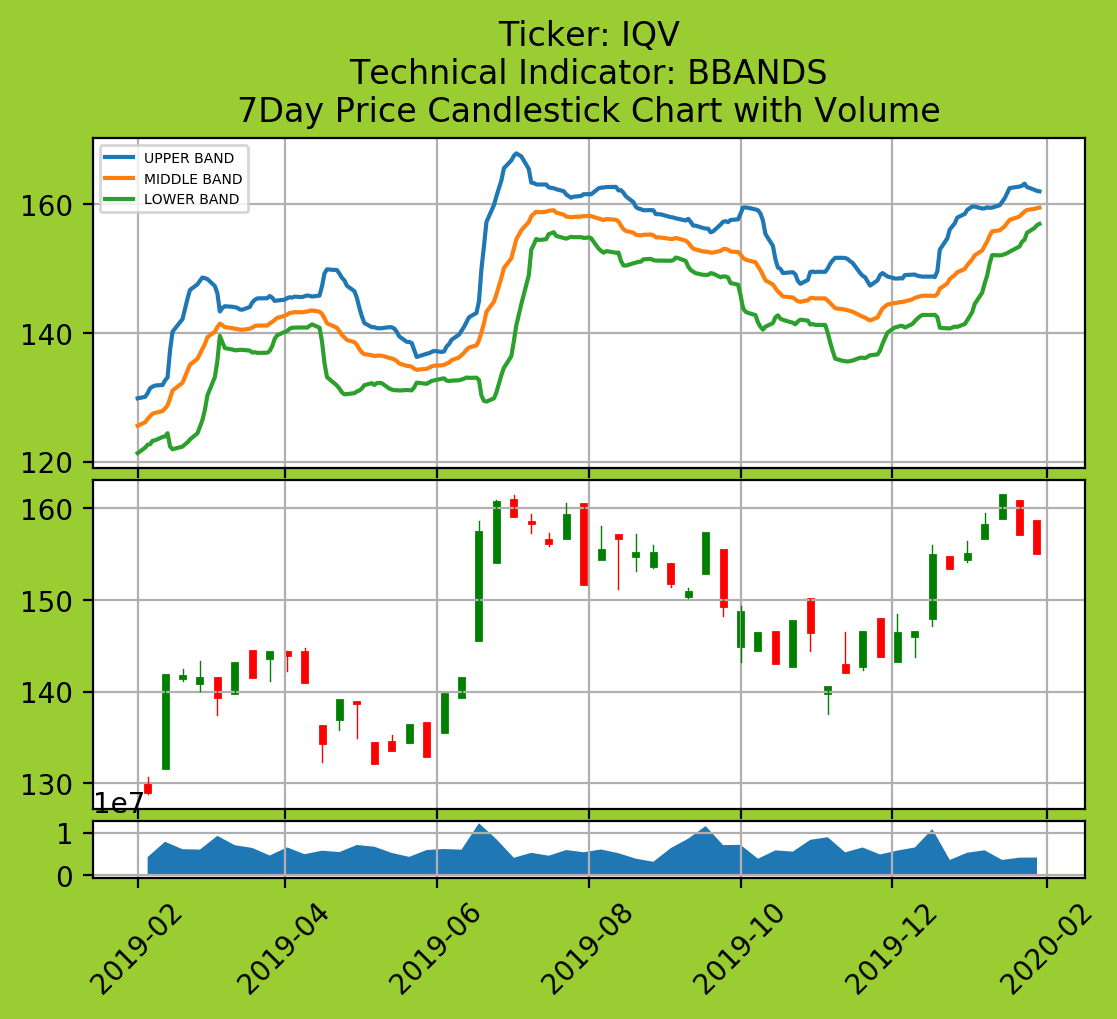 Ticker: IQV
Technical Indicator: BBANDS
7Day Price Candlestick Chart with Volume
UPPER BAND
MIDDLE BAND
LOWER BAND
160
140
120
160
150
140
130
1e7
1
0
2019-02
2019-04
2019-06
2019-08
2019-10
2019-12
2020-02